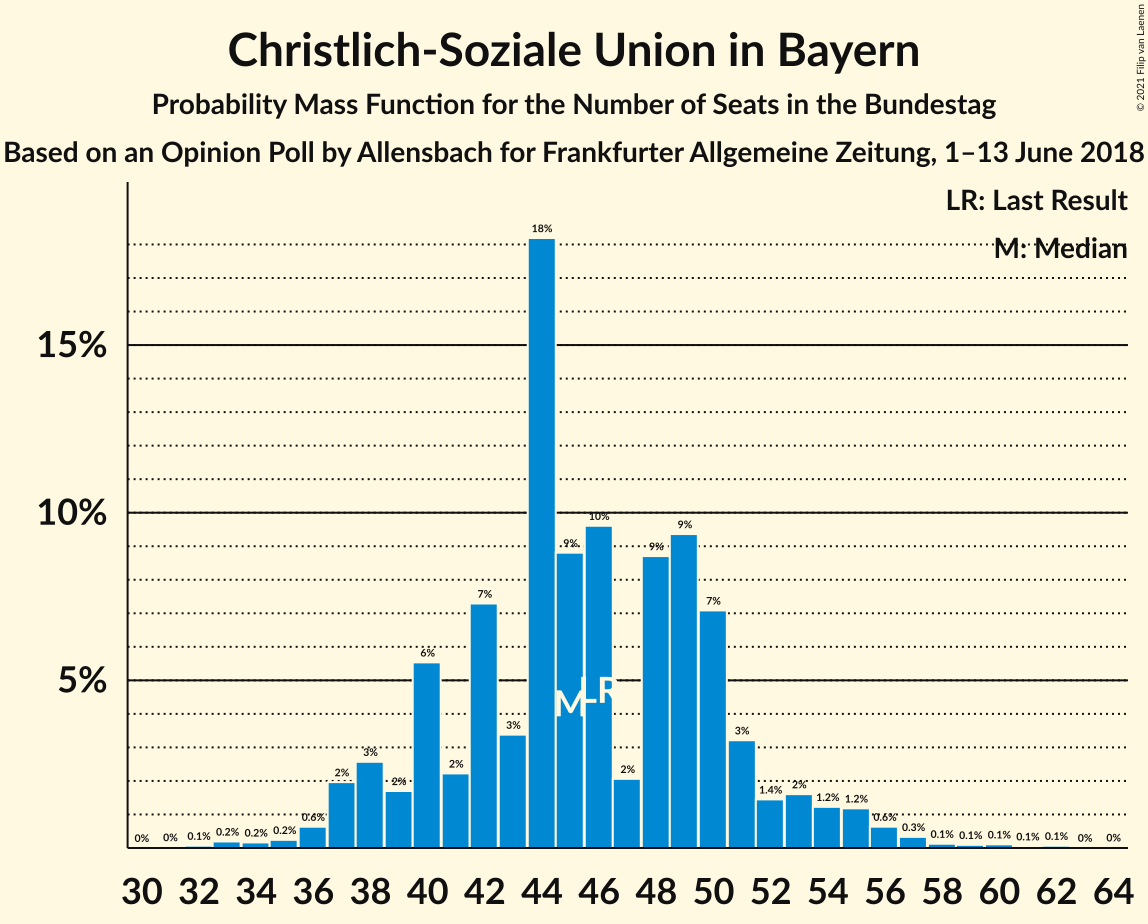 Christlich-Soziale Union in Bayern
Probability Mass Function for the Number of Seats in the Bundestag
Based on an Opinion Poll by Allensbach for Frankfurter Allgemeine Zeitung, 1–13 June 2018
© 2021 Filip van Laenen
LR: Last Result
M: Median
18%
15%
10%
10%
9%
9%
9%
7%
7%
6%
5%
M
LR
3%
3%
3%
2%
2%
2%
2%
2%
1.4%
1.2%
1.2%
0.6%
0.6%
0% 0% 0.1% 0.2% 0.2% 0.2%
0.3% 0.1% 0.1% 0.1% 0.1% 0.1% 0% 0%
30 32 34 36 38 40 42 44 46 48 50 52 54 56 58 60 62 64